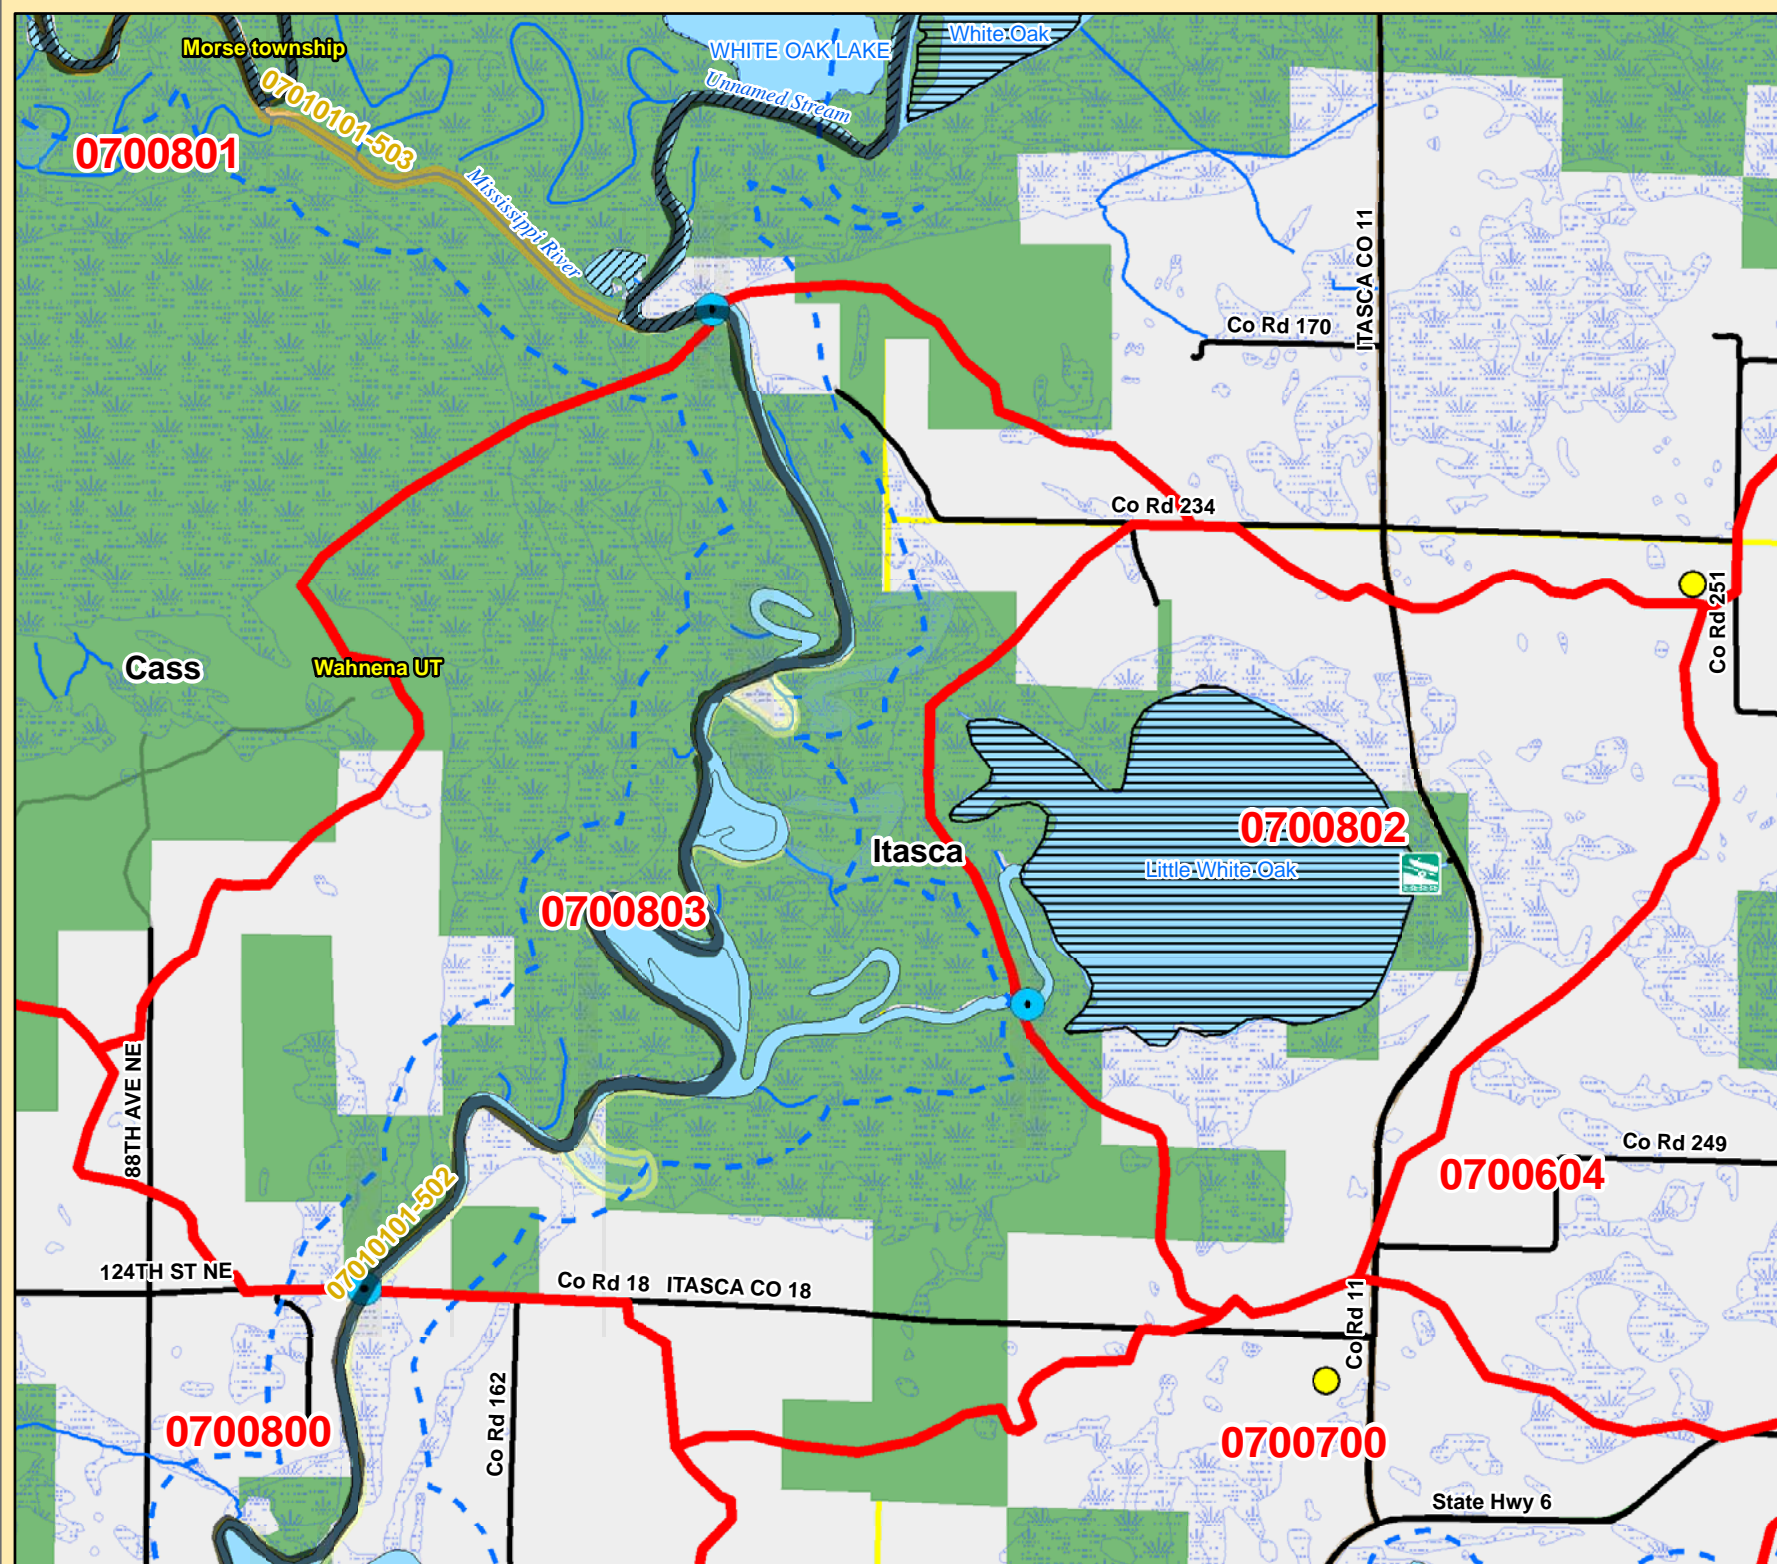 Morse township
WHITE OAK LAKE
White Oak
Unnamed Stream
07010101-503
0700801
Mississippi River
ITASCA CO 11
Co Rd 170
Co Rd 234
Co Rd 251
Cass
Wahnena UT
0700802
Itasca
Little White Oak
0700803
88TH AVE NE
Co Rd 249
0700604
07010101-502
124TH ST NE
Co Rd 18
ITASCA CO 18
Co Rd 11
Co Rd 162
0700800
0700700
State Hwy 6